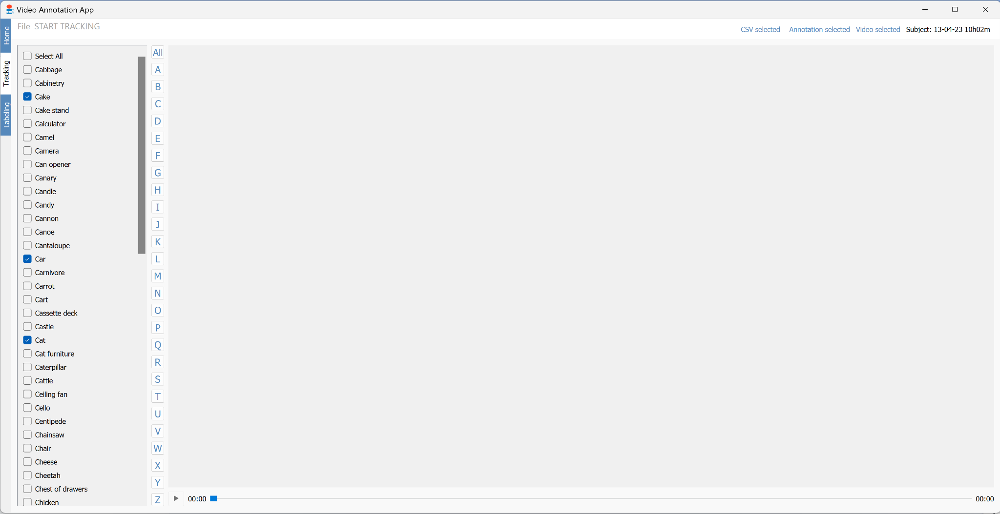 Video Annotation App
File START TRACKING
CSV selected Annotation selected Video selected Subject: 13-04-23 10h02m
Home
Tracking
Labeling
Select All
Cabbage
Cabinetry
Cake
Cake stand
Calculator
Camel
Camera
Can opener
Canary
Candle
Candy
Cannon
Canoe
Cantaloupe
Car
Carnivore
Carrot
Cart
Cassette deck
Castle
Cat
Cat furniture
Caterpillar
Cattle
Ceiling fan
Cello
Centipede
Chainsaw
Chair
Cheese
Cheetah
Chest of drawers
Chicken
All
A
B
C
D
E
F
G
H
I
J
K
L
M
N
O
P
Q
R
S
T
U
V
W
X
Y
Z
00:00 00:00